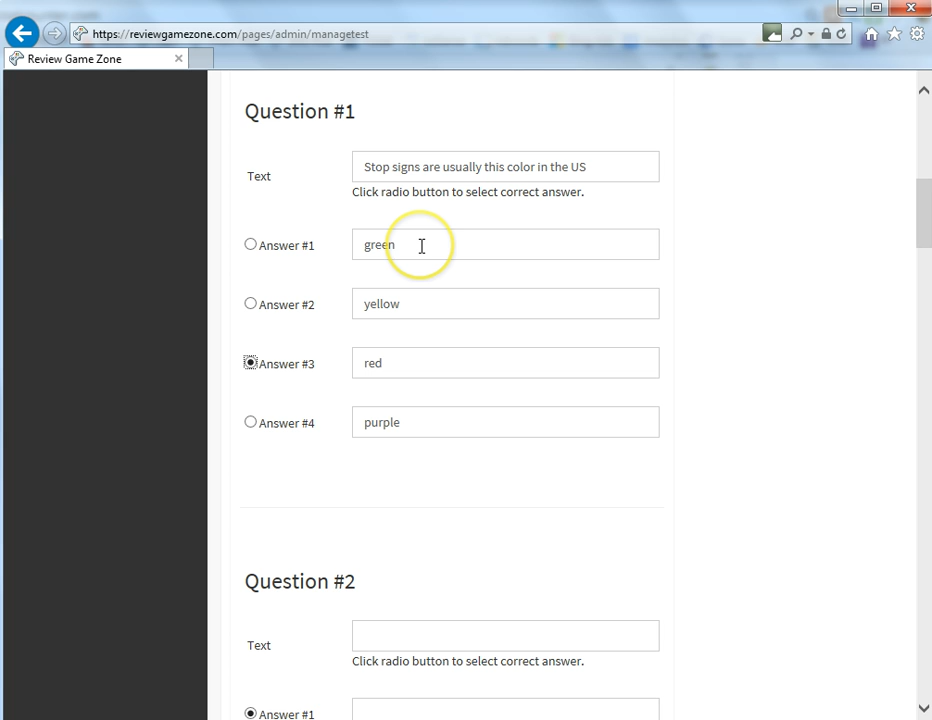 https://reviewgamezone.com/pages/admin/managetest
Review Game Zone
Question #1
Text
Stop signs are usually this color in the US
Click radio button to select correct answer.
Answer #1
green
Answer #2
yellow
Answer #3
red
Answer #4
purple
Question #2
Text
Click radio button to select correct answer.
Answer #1